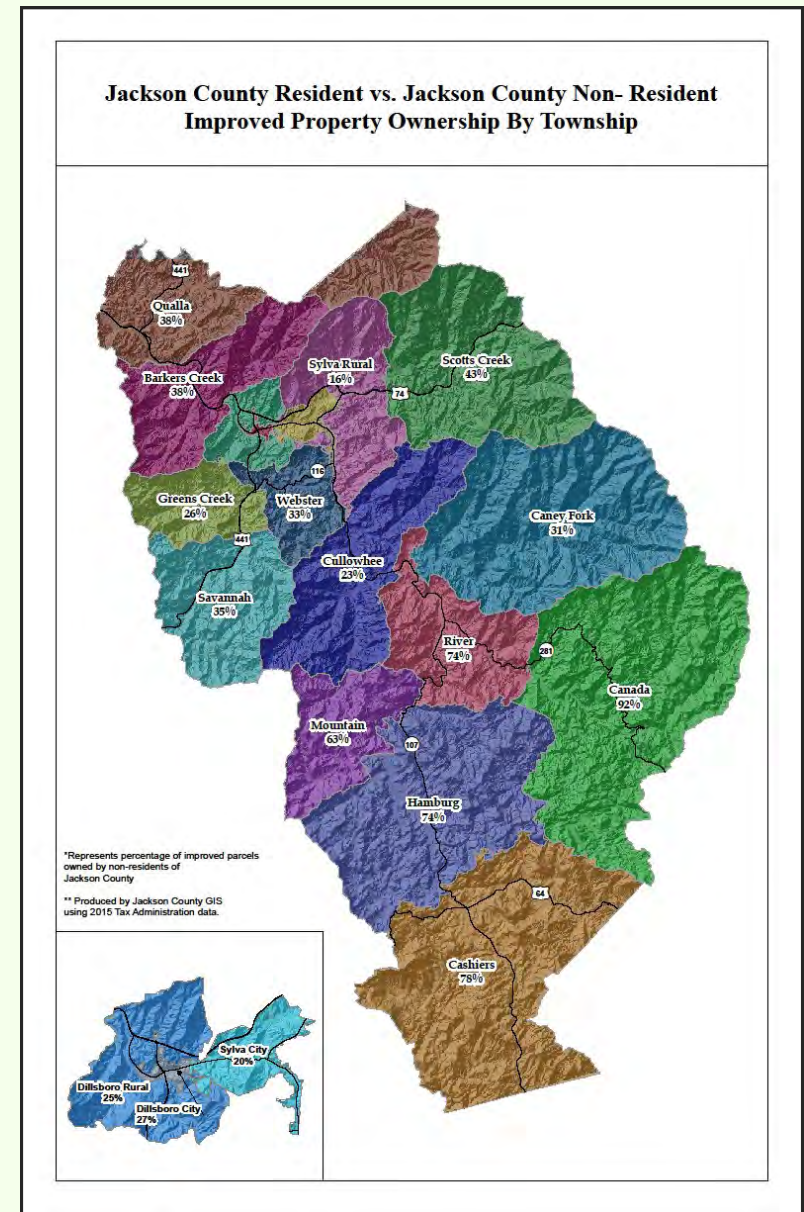 Jackson County Resident vs. Jackson County Non- Resident
Improved Property Ownership By Township
441
Qualla
38%
Barkers Creek
38%
Sylva Rural
16%
Scotts Creek
43%
74
Greens Creek
26%
Webster
33%
116
Caney Fork
31%
441
Cullowhee
23%
Savannah
35%
River
74%
281
Canada
92%
Mountain
63%
107
Hamburg
74%
64
Cashiers
78%
*Represents percentage of improved parcels
owned by non-residents of
Jackson County
** Produced by Jackson County GIS
using 2015 Tax Administration data.
Sylva City
20%
Dillsboro Rural
25%
Dillsboro City
27%